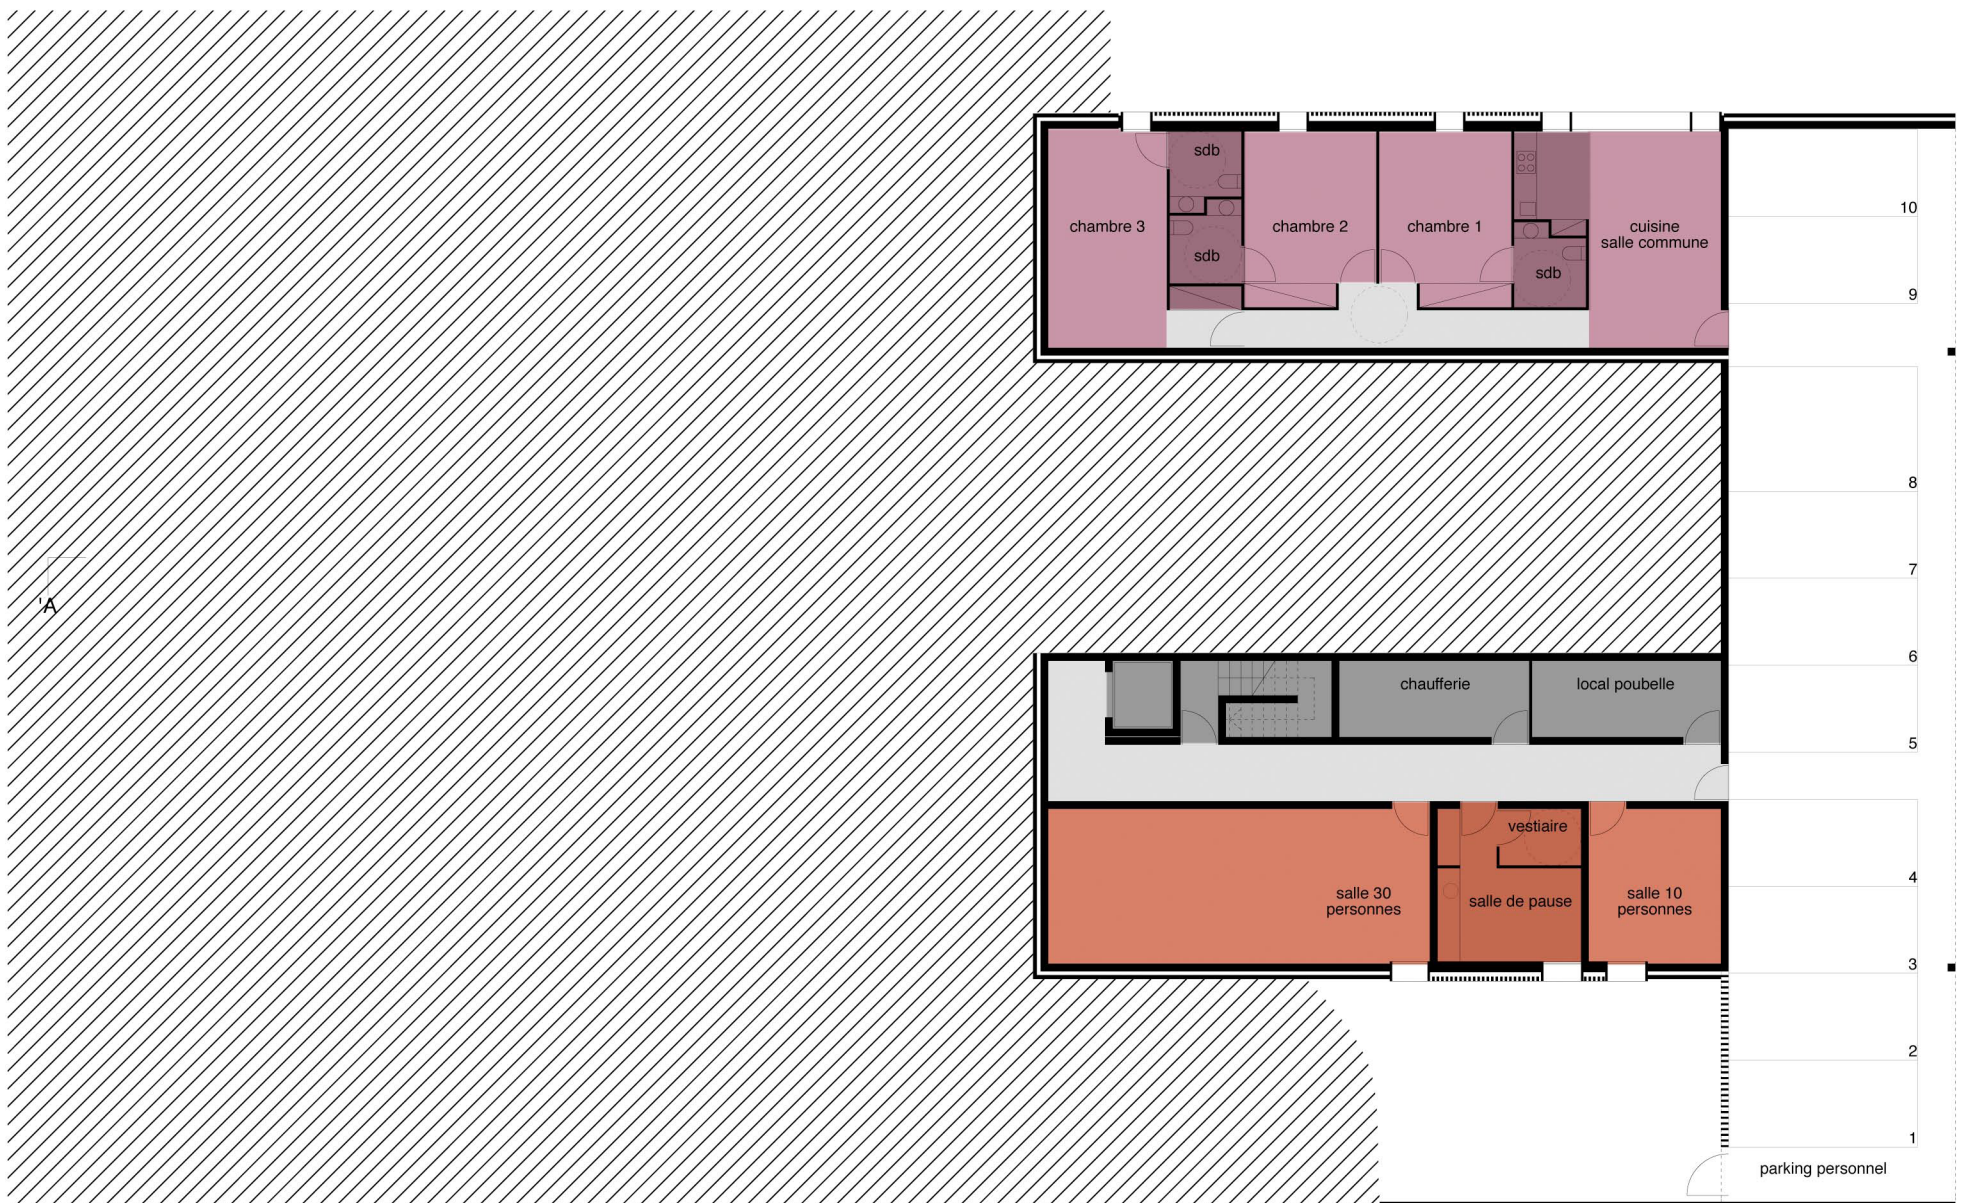 sdb
10
chambre 3
chambre 2
chambre 1
cuisine
salle commune
sdb
sdb
9
8
7
'A
6
chaufferie
local poubelle
5
vestiaire
4
salle 30
personnes
salle de pause
salle 10
personnes
3
2
1
parking personnel